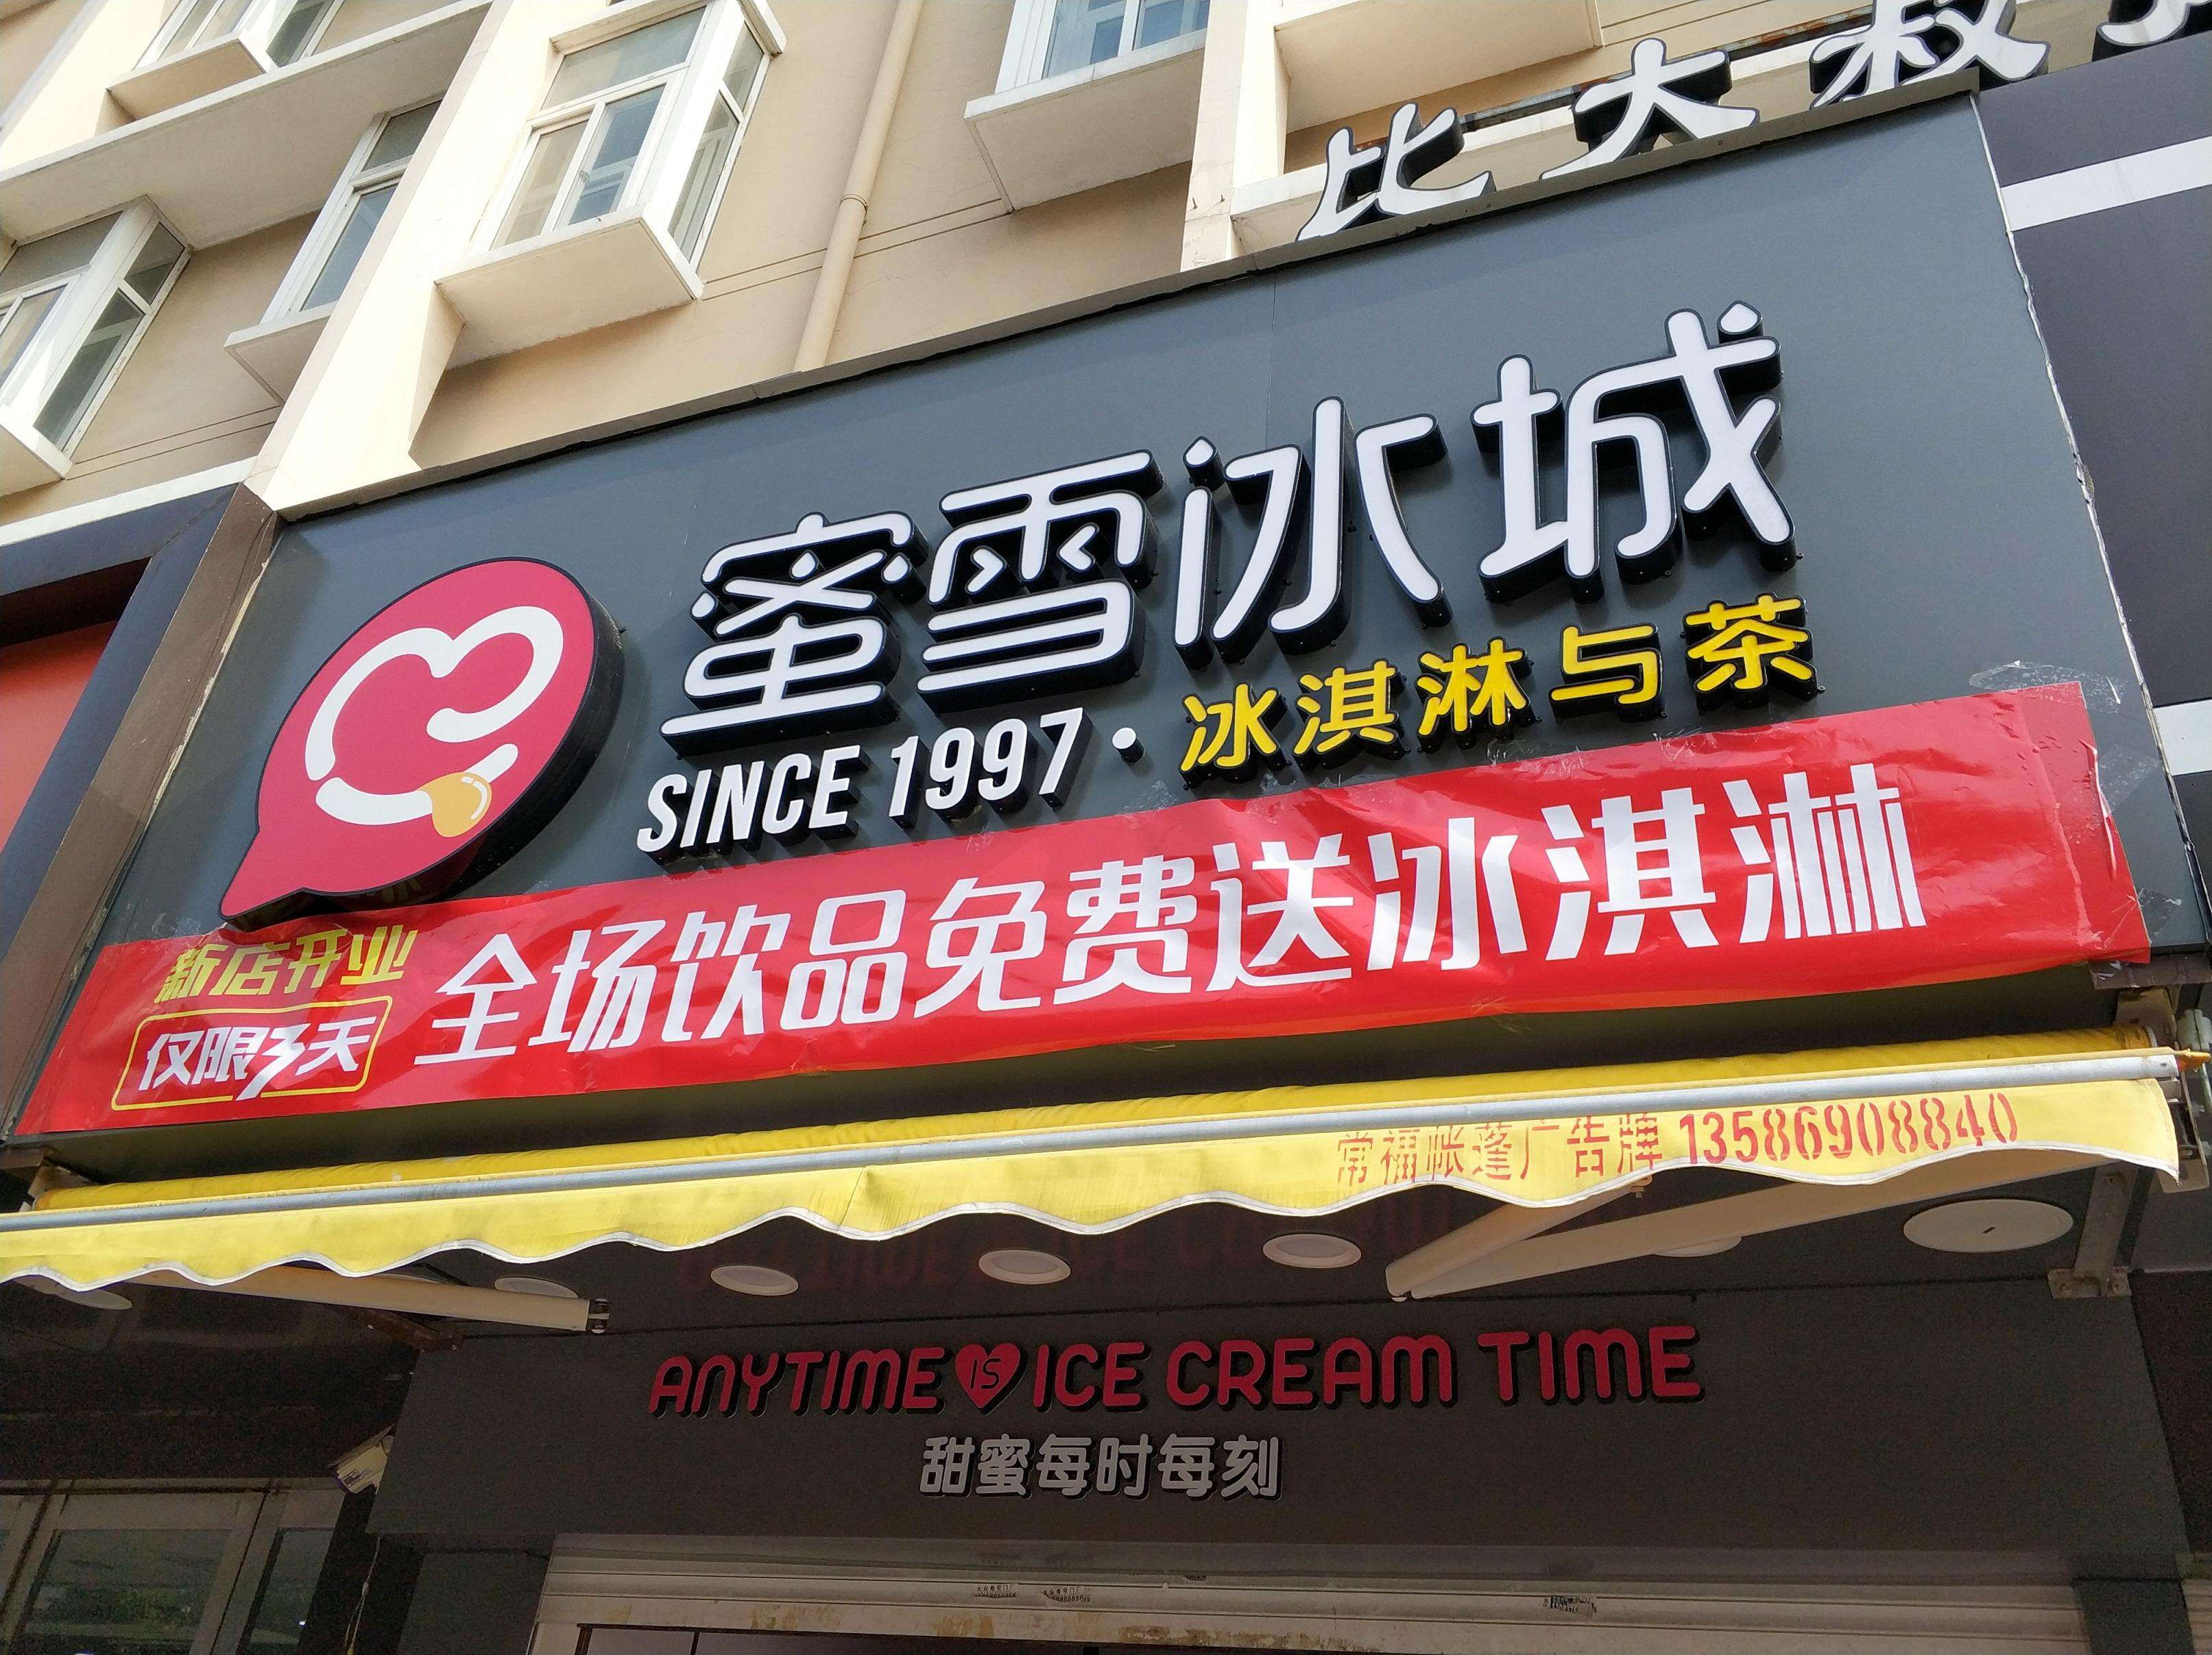 比大叔
蜜雪冰城
SINCE 1997·冰淇淋与茶
新店开业
仅限3天
全场饮品免费送冰淇淋
常福帐蓬广告牌 13586908840
ANYTIME IS ICE CREAM TIME
甜蜜每时每刻